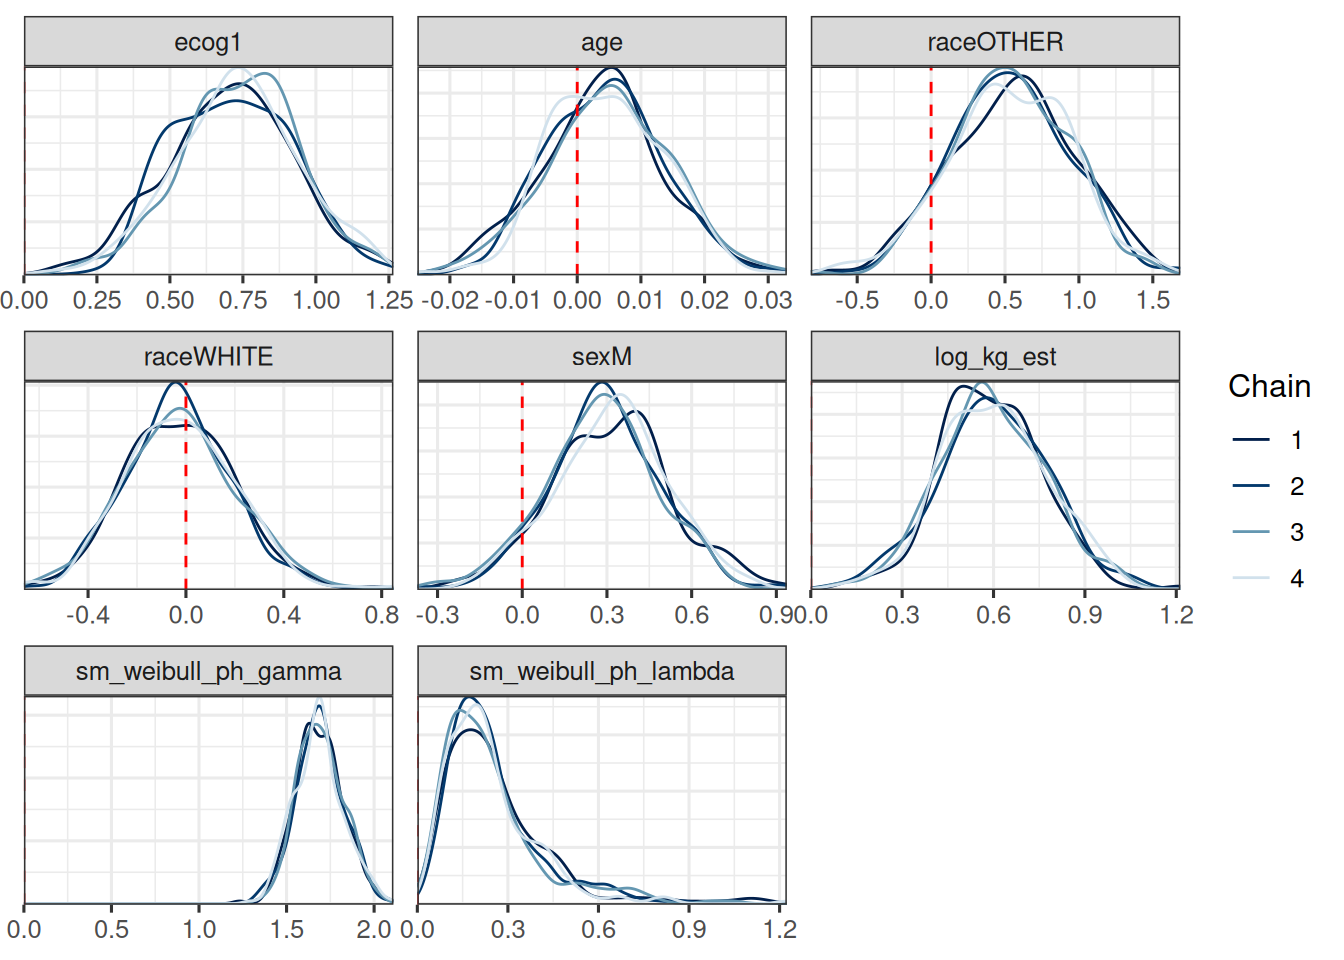 ecog1 age raceOTHER
0.00 0.25 0.50 0.75 1.00 1.25 -0.02 -0.01 0.00 0.01 0.02 0.03 -0.5 0.0 0.5 1.0 1.5
raceWHITE sexM log_kg_est
-0.4 0.0 0.4 0.8 -0.3 0.0 0.3 0.6 0.9 0.0 0.3 0.6 0.9 1.2
sm_weibull_ph_gamma sm_weibull_ph_lambda
0.0 0.5 1.0 1.5 2.0 0.0 0.3 0.6 0.9 1.2
Chain
1
2
3
4